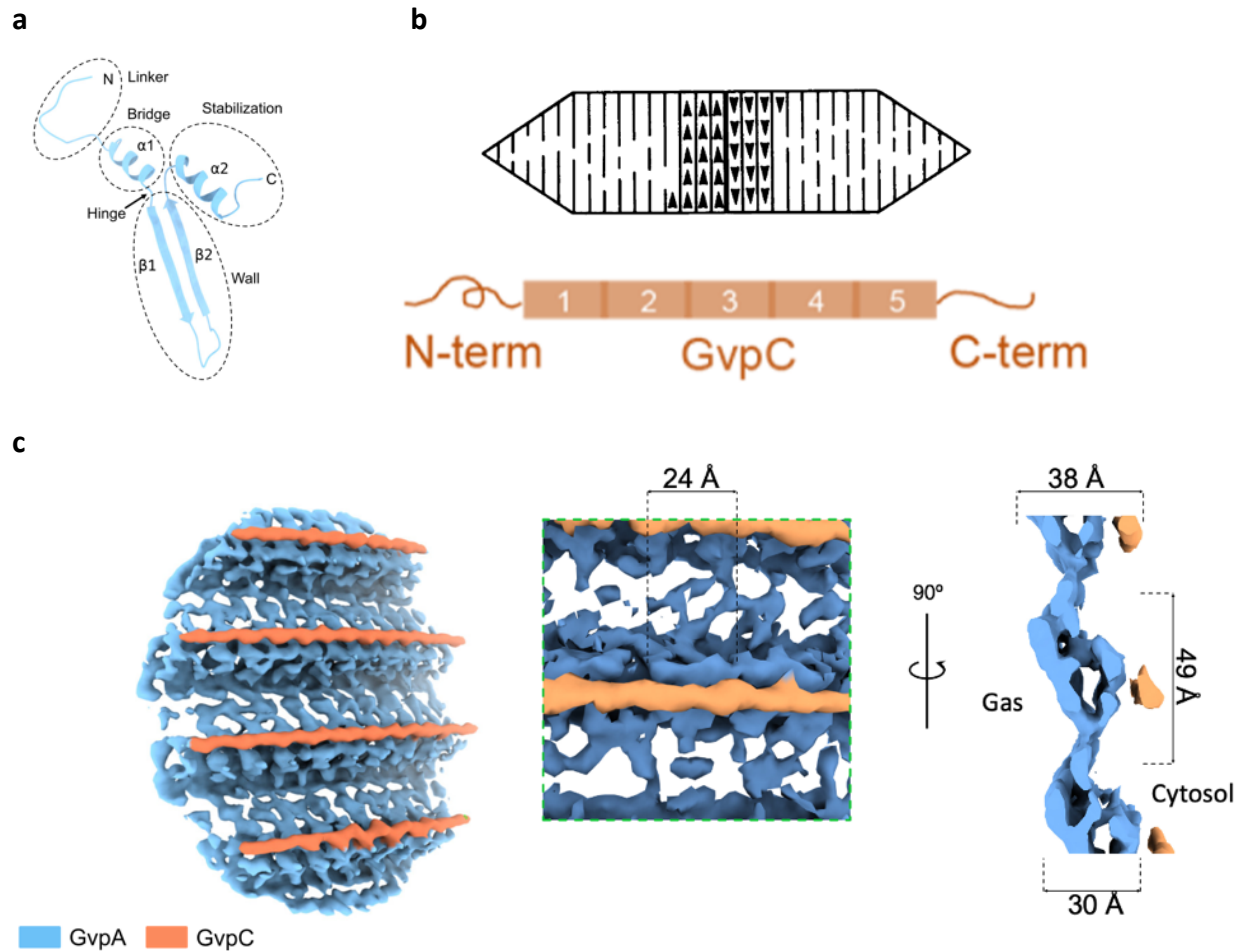 a
N
Linker
Bridge
Stabilization
α1
α2
C
Hinge
β1
β2
Wall
b
1 2 3 4 5
N-term GvpC C-term
c
24 Å
38 Å
90º
49 Å
Gas
Cytosol
30 Å
GvpA GvpC